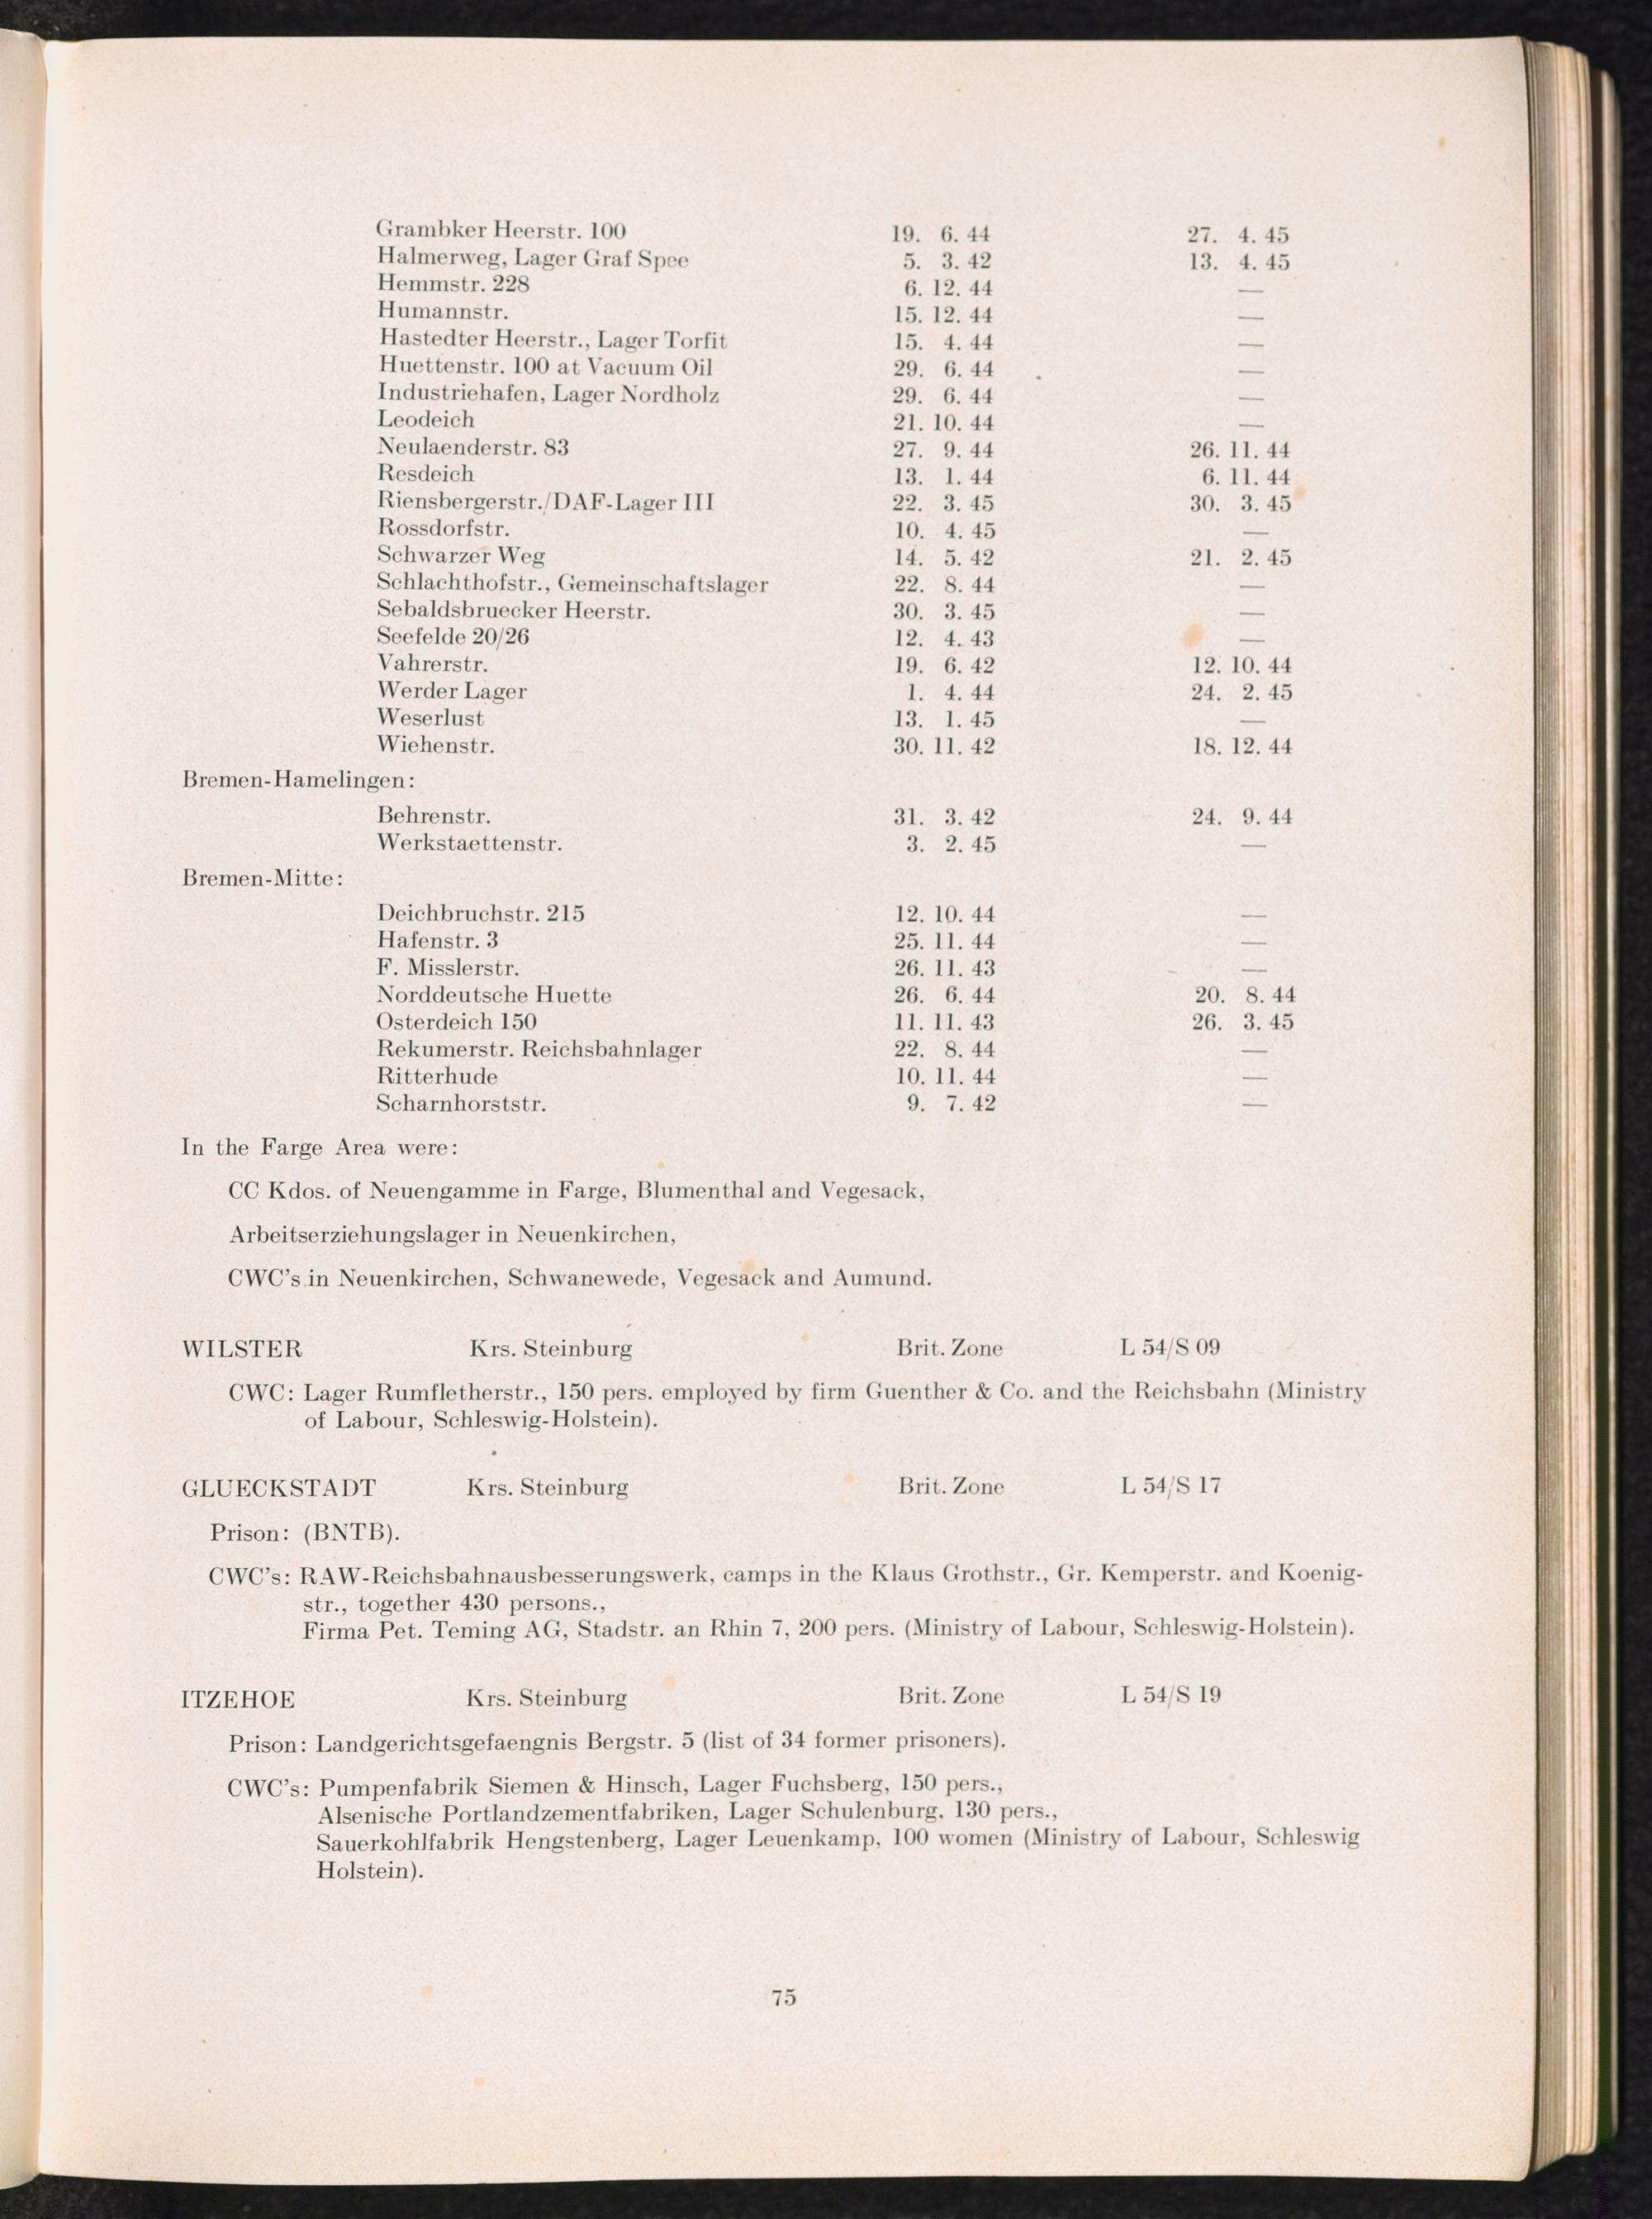 Grambker Heerstr. 100 19. 6. 44 27. 4. 45
Halmerweg, Lager Graf Spee 5. 3. 42 13. 4. 45
Hemmstr. 228 6. 12. 44 —
Humannstr. 15. 12. 44 —
Hastedter Heerstr., Lager Torfit 15. 4. 44 —
Huettenstr. 100 at Vacuum Oil 29. 6. 44 —
Industriehafen, Lager Nordholz 29. 6. 44 —
Leodeich 21. 10. 44 —
Neulaenderstr. 83 27. 9. 44 26. 11. 44
Resdeich 13. 1. 44 6. 11. 44
Riensbergerstr./DAF-Lager III 22. 3. 45 30. 3. 45
Rossdorfstr. 10. 4. 45 —
Schwarzer Weg 14. 5. 42 21. 2. 45
Schlachthofstr., Gemeinschaftslager 22. 8. 44 —
Sebaldsbruecker Heerstr. 30. 3. 45 —
Seefelde 20/26 12. 4. 43 —
Vahrerstr. 19. 6. 42 12. 10. 44
Werder Lager 1. 4. 44 24. 2. 45
Weserlust 13. 1. 45 —
Wiehenstr. 30. 11. 42 18. 12. 44
Bremen-Hamelingen:
Behrenstr. 31. 3. 42 24. 9. 44
Werkstaettenstr. 3. 2. 45 —
Bremen-Mitte:
Deichbruchstr. 215 12. 10. 44 —
Hafenstr. 3 25. 11. 44 —
F. Misslerstr. 26. 11. 43 —
Norddeutsche Huette 26. 6. 44 20. 8. 44
Osterdeich 150 11. 11. 43 26. 3. 45
Rekumerstr. Reichsbahnlager 22. 8. 44 —
Ritterhude 10. 11. 44 —
Scharnhorststr. 9. 7. 42 —
In the Farge Area were:
CC Kdos. of Neuengamme in Farge, Blumenthal and Vegesack,
Arbeitserziehungslager in Neuenkirchen,
CWC's in Neuenkirchen, Schwanewede, Vegesack and Aumund.
WILSTER Krs. Steinburg Brit. Zone L 54/S 09
CWC: Lager Rumfletherstr., 150 pers. employed by firm Guenther & Co. and the Reichsbahn (Ministry
of Labour, Schleswig-Holstein).
GLUECKSTADT Krs. Steinburg Brit. Zone L 54/S 17
Prison: (BNTB).
CWC's: RAW-Reichsbahnausbesserungswerk, camps in the Klaus Grothstr., Gr. Kemperstr. and Koenig-
str., together 430 persons.,
Firma Pet. Teming AG, Stadstr. an Rhin 7, 200 pers. (Ministry of Labour, Schleswig-Holstein).
ITZEHOE Krs. Steinburg Brit. Zone L 54/S 19
Prison: Landgerichtsgefaengnis Bergstr. 5 (list of 34 former prisoners).
CWC's: Pumpenfabrik Siemen & Hinsch, Lager Fuchsberg, 150 pers.,
Alsenische Portlandzementfabriken, Lager Schulenburg, 130 pers.,
Sauerkohlfabrik Hengstenberg, Lager Leuenkamp, 100 women (Ministry of Labour, Schleswig
Holstein).
75